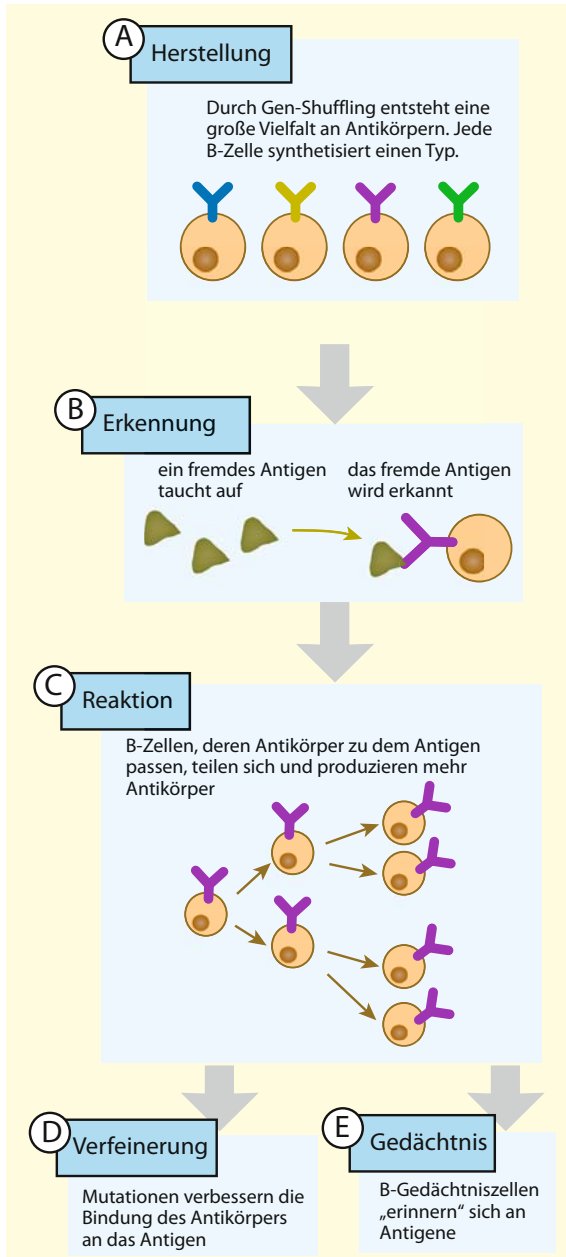 A
Herstellung
Durch Gen-Shuffling entsteht eine
große Vielfalt an Antikörpern. Jede
B-Zelle synthetisiert einen Typ.
B
Erkennung
ein fremdes Antigen
taucht auf
das fremde Antigen
wird erkannt
C
Reaktion
B-Zellen, deren Antikörper zu dem Antigen
passen, teilen sich und produzieren mehr
Antikörper
D
Verfeinerung
Mutationen verbessern die
Bindung des Antikörpers
an das Antigen
E
Gedächtnis
B-Gedächtniszellen
„erinnern“ sich an
Antigene